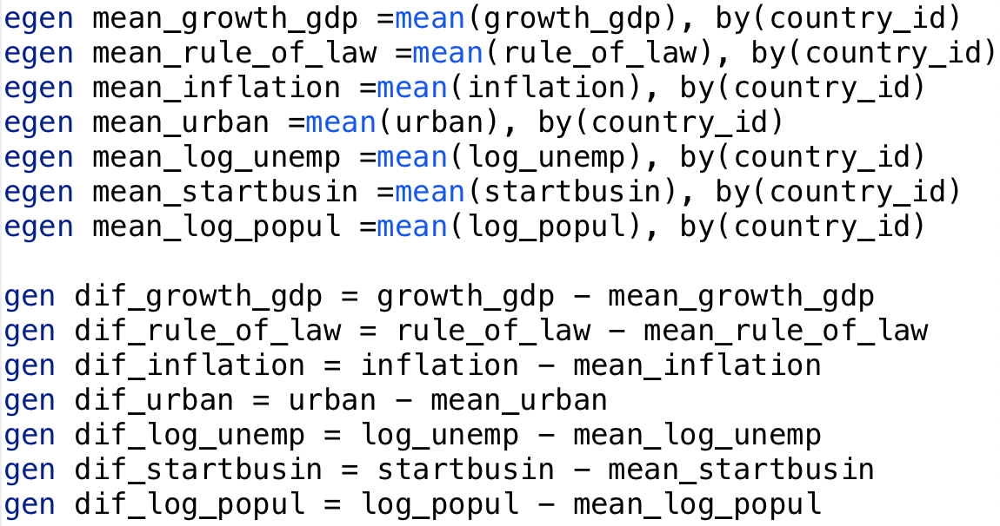 egen mean_growth_gdp =mean(growth_gdp), by(country_id)
egen mean_rule_of_law =mean(rule_of_law), by(country_id)
egen mean_inflation =mean(inflation), by(country_id)
egen mean_urban =mean(urban), by(country_id)
egen mean_log_unemp =mean(log_unemp), by(country_id)
egen mean_startbusin =mean(startbusin), by(country_id)
egen mean_log_popul =mean(log_popul), by(country_id)
gen dif_growth_gdp = growth_gdp - mean_growth_gdp
gen dif_rule_of_law = rule_of_law - mean_rule_of_law
gen dif_inflation = inflation - mean_inflation
gen dif_urban = urban - mean_urban
gen dif_log_unemp = log_unemp - mean_log_unemp
gen dif_startbusin = startbusin - mean_startbusin
gen dif_log_popul = log_popul - mean_log_popul